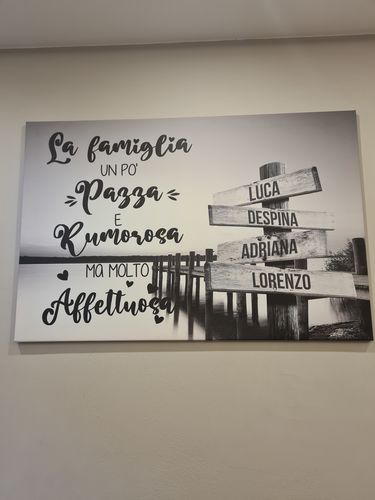 La famiglia
UN PO'
Pazza
E
Rumorosa
MA MOLTO
Affettuosa
LUCA
DESPINA
ADRIANA
LORENZO